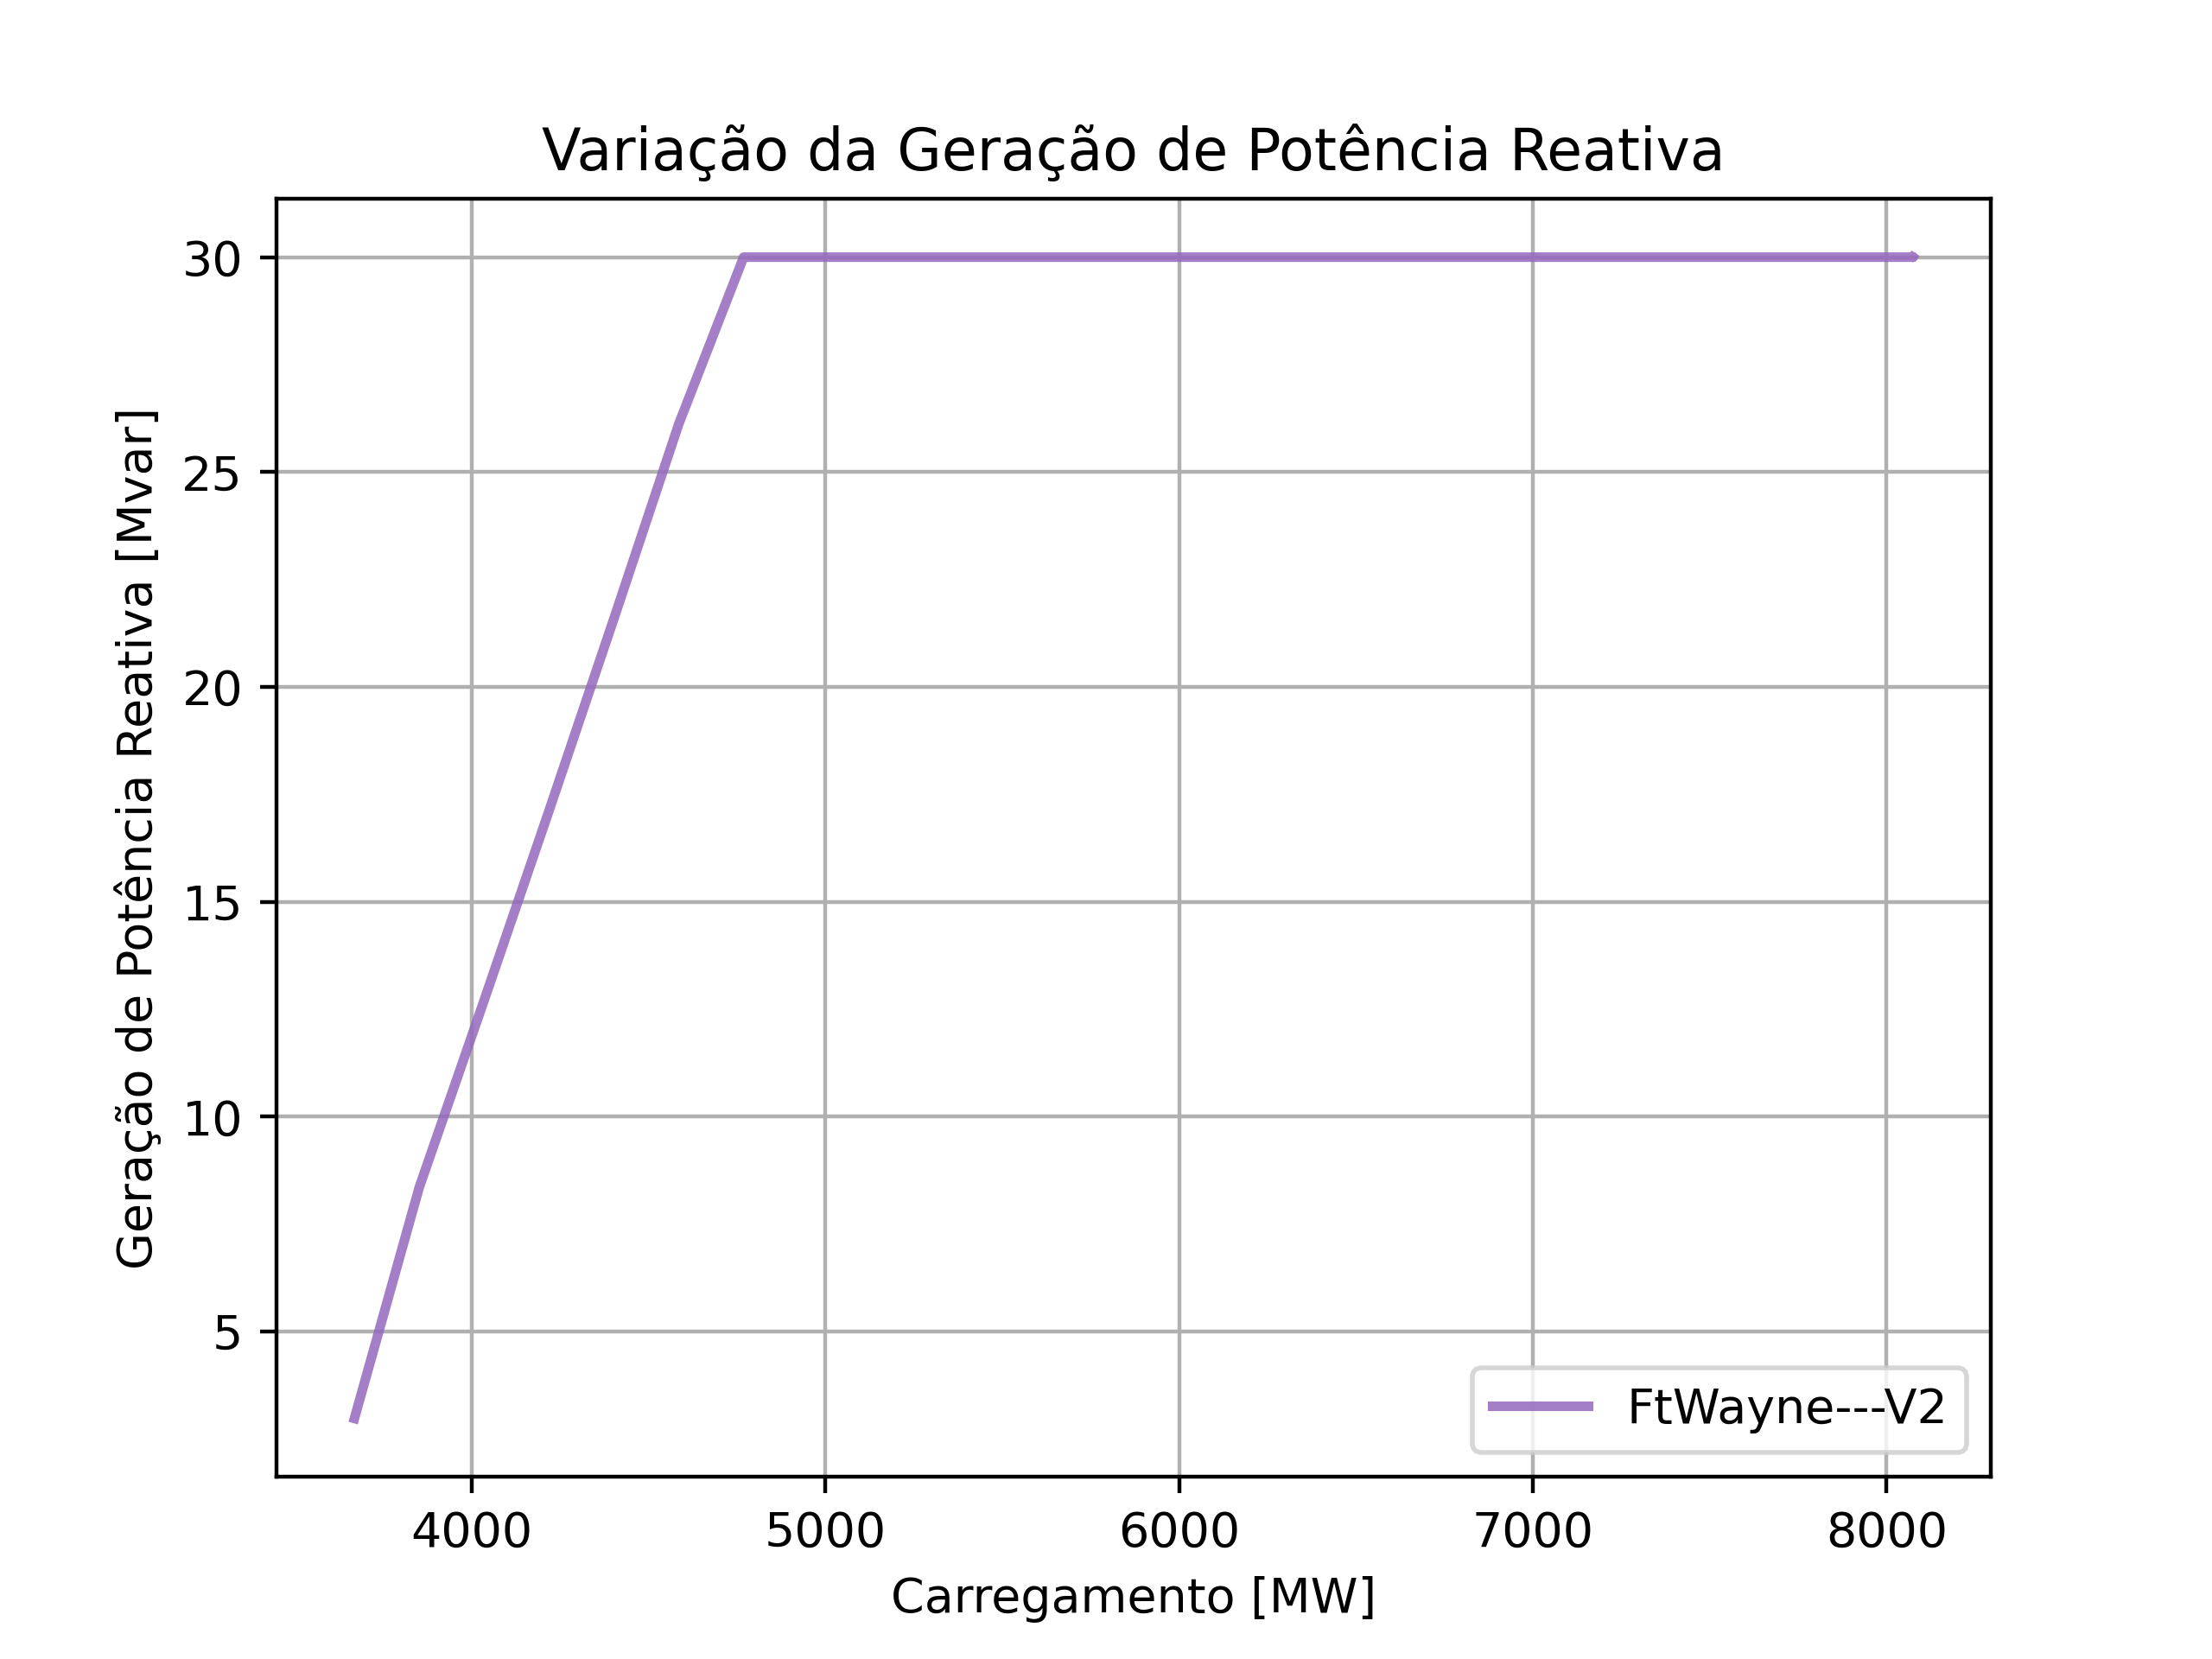 Variação da Geração de Potência Reativa
Geração de Potência Reativa [Mvar]
30
25
20
15
10
5
FtWayne---V2
4000 5000 6000 7000 8000
Carregamento [MW]